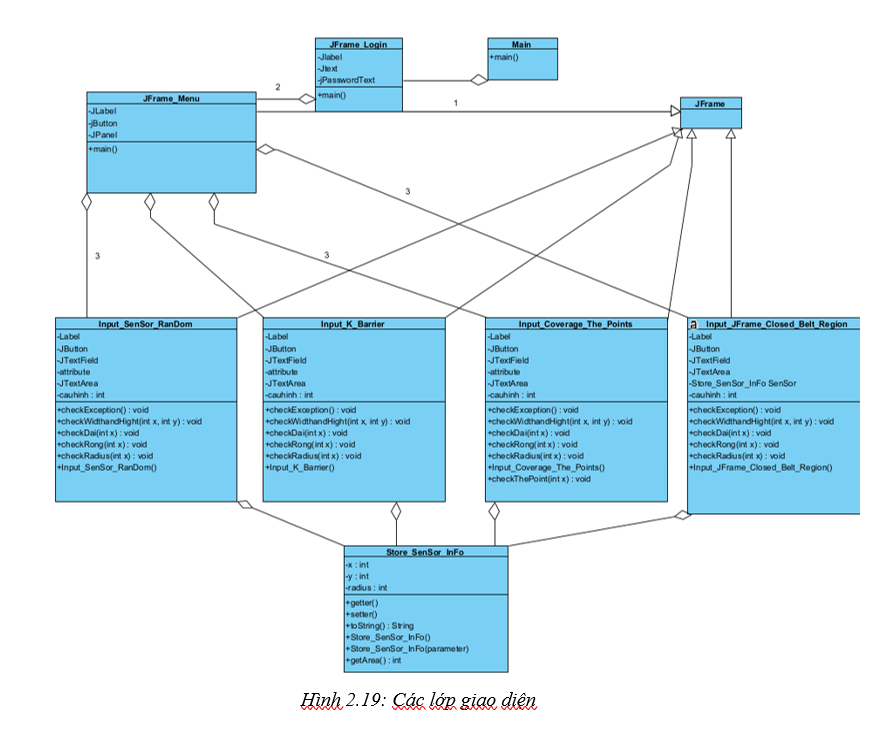 JFrame_Login
-Jlabel
-Jtext
-jPasswordText
+main()
Main
+main()
2
JFrame_Menu
-JLabel
-jButton
-JPanel
+main()
1
JFrame
3
3
3
Input_SenSor_RanDom
-Label
-JButton
-JTextField
-attribute
-JTextArea
-cauhinh : int
+checkException() : void
+checkWidthandHight(int x, int y) : void
+checkDai(int x) : void
+checkRong(int x) : void
+checkRadius(int x) : void
+Input_SenSor_RanDom()
Input_K_Barrier
-Label
-JButton
-JTextField
-attribute
-JTextArea
-cauhinh : int
+checkException() : void
+checkWidthandHight(int x, int y) : void
+checkDai(int x) : void
+checkRong(int x) : void
+checkRadius(int x) : void
+Input_K_Barrier()
Input_Coverage_The_Points
-Label
-JButton
-JTextField
-attribute
-JTextArea
-cauhinh : int
+checkException() : void
+checkWidthandHight(int x, int y) : void
+checkDai(int x) : void
+checkRong(int x) : void
+checkRadius(int x) : void
+Input_Coverage_The_Points()
+checkThePoint(int x) : void
a Input_JFrame_Closed_Belt_Region
-Label
-JButton
-JTextField
-JTextArea
-Store_SenSor_InFo SenSor
-cauhinh : int
+checkException() : void
+checkWidthandHight(int x, int y) : void
+checkDai(int x) : void
+checkRong(int x) : void
+checkRadius(int x) : void
+Input_JFrame_Closed_Belt_Region()
Store_SenSor_InFo
-x : int
-y : int
-radius : int
+getter()
+setter()
+toString() : String
+Store_SenSor_InFo()
+Store_SenSor_InFo(parameter)
+getArea() : int
Hình 2.19: Các lớp giao diện